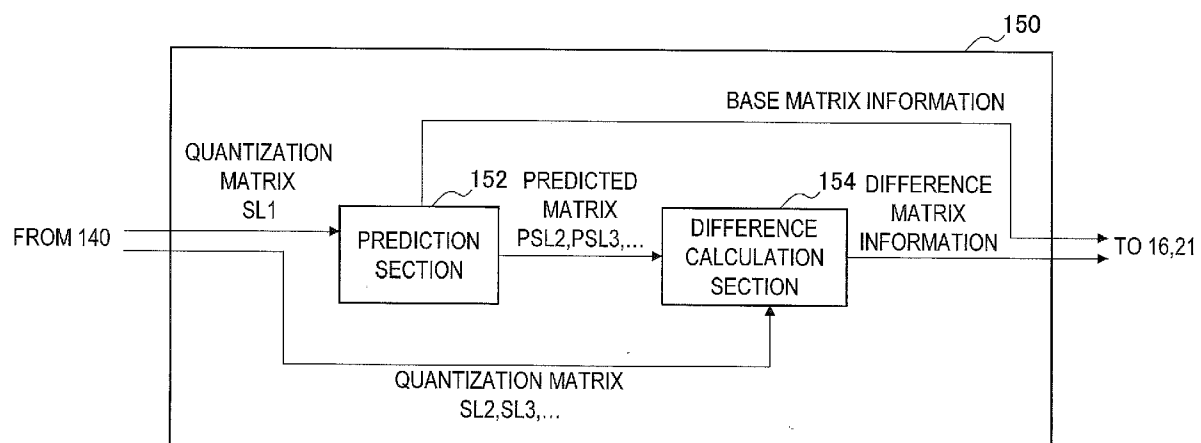 150
BASE MATRIX INFORMATION
QUANTIZATION
MATRIX
SL1
152
PREDICTED
MATRIX
PSL2,PSL3,...
154
DIFFERENCE
MATRIX
INFORMATION
FROM 140
PREDICTION
SECTION
DIFFERENCE
CALCULATION
SECTION
TO 16,21
QUANTIZATION MATRIX
SL2,SL3,...